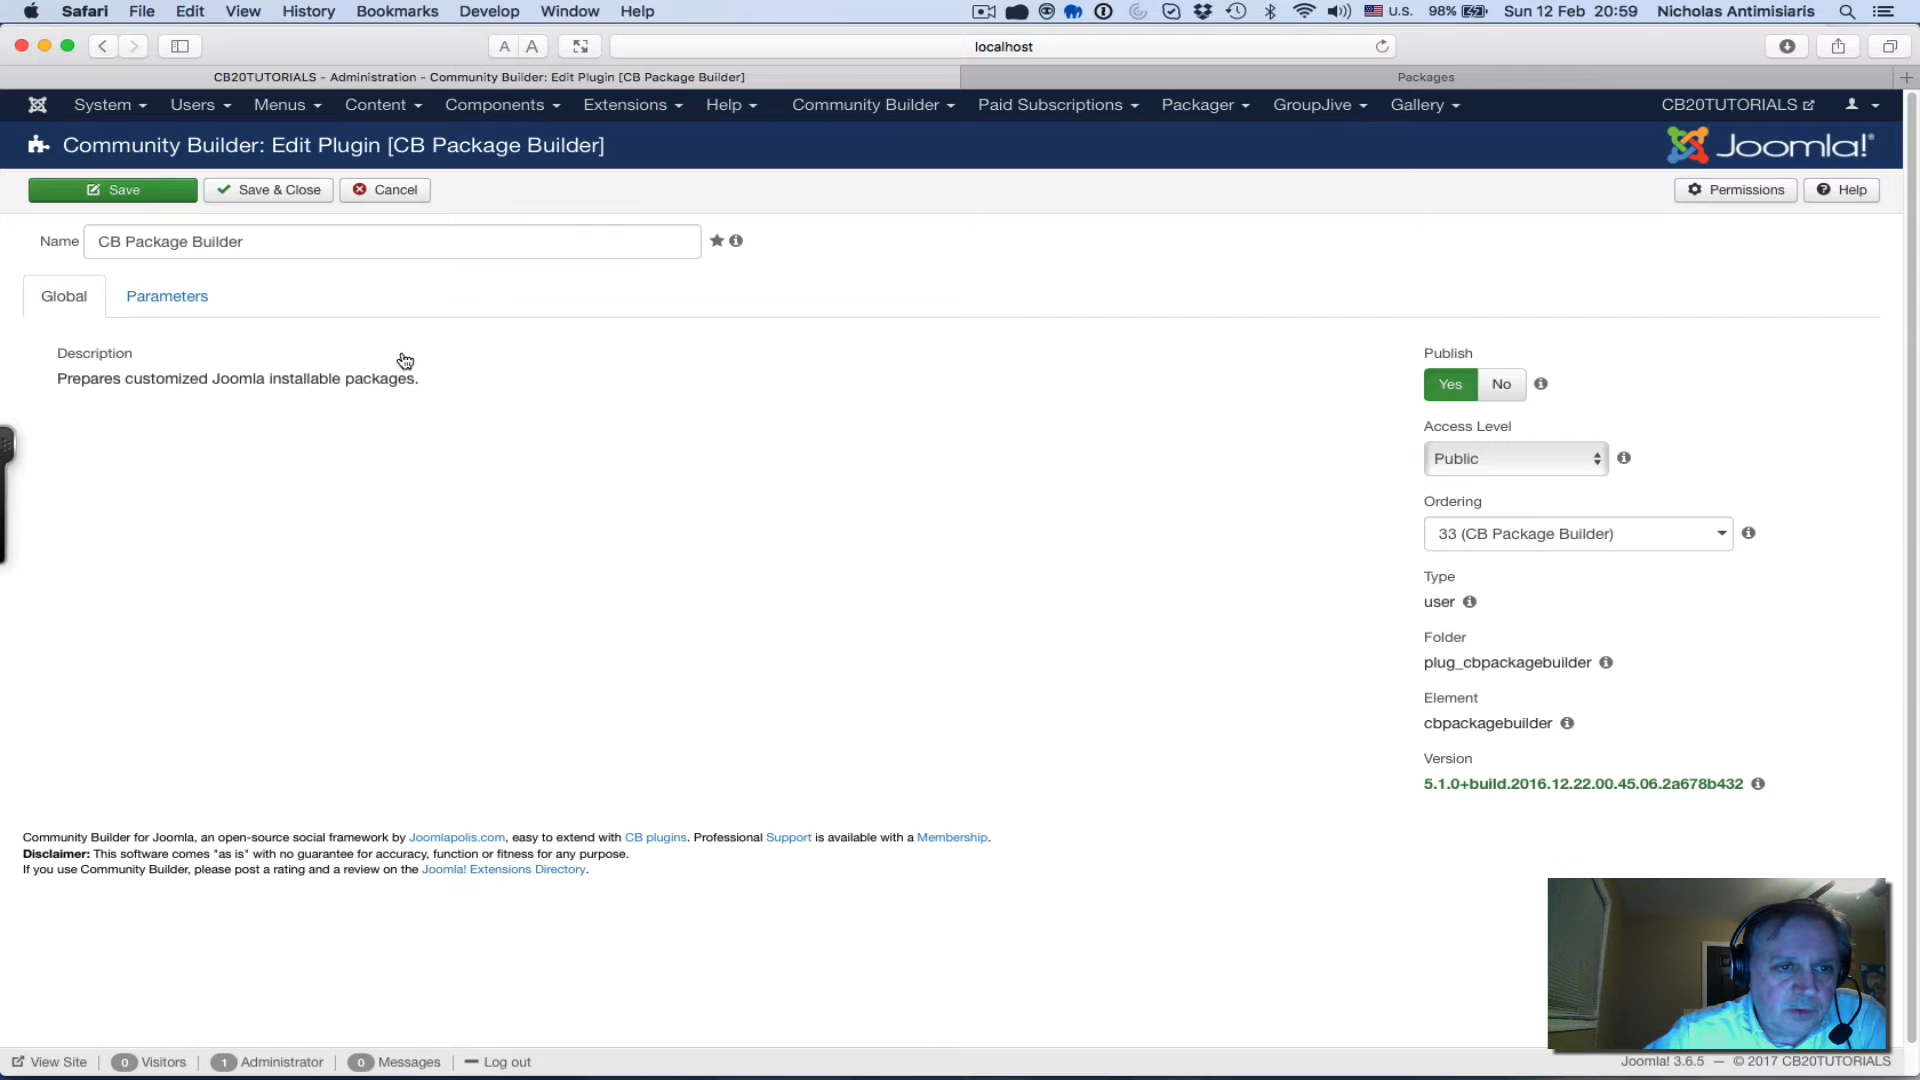 Safari File Edit View History Bookmarks Develop Window Help U.S. 98% Sun 12 Feb 20:59 Nicholas Antimisiaris
A A localhost
CB20TUTORIALS - Administration - Community Builder: Edit Plugin [CB Package Builder] Packages
System Users Menus Content Components Extensions Help Community Builder Paid Subscriptions Packager GroupJive Gallery CB20TUTORIALS
Community Builder: Edit Plugin [CB Package Builder] Joomla!®
Save Save & Close Cancel Permissions Help
Name CB Package Builder
Global Parameters
Description
Prepares customized Joomla installable packages.
Publish
Yes No
Access Level
Public
Ordering
33 (CB Package Builder)
Type
user
Folder
plug_cbpackagebuilder
Element
cbpackagebuilder
Version
5.1.0+build.2016.12.22.00.45.06.2a678b432
Community Builder for Joomla, an open-source social framework by Joomlapolis.com, easy to extend with CB plugins. Professional Support is available with a Membership.
Disclaimer: This software comes "as is" with no guarantee for accuracy, function or fitness for any purpose.
If you use Community Builder, please post a rating and a review on the Joomla! Extensions Directory.
View Site 0 Visitors 1 Administrator 0 Messages Log out Joomla! 3.6.5 — © 2017 CB20TUTORIALS